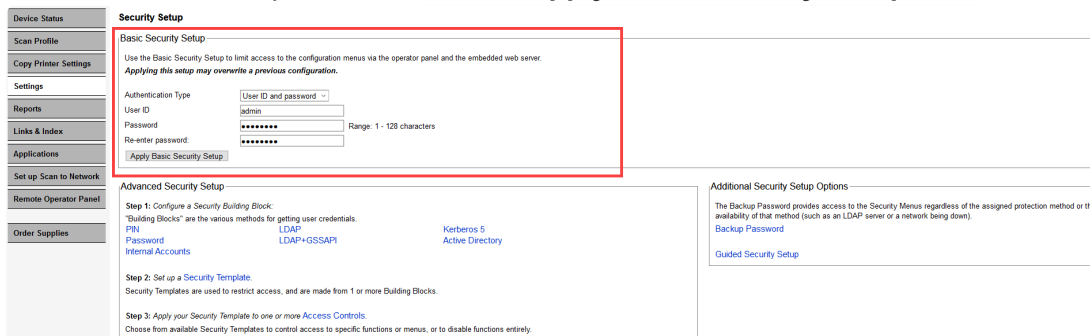 Device Status
Scan Profile
Copy Printer Settings
Settings
Reports
Links & Index
Applications
Set up Scan to Network
Remote Operator Panel
Order Supplies
Security Setup
Basic Security Setup
Use the Basic Security Setup to limit access to the configuration menus via the operator panel and the embedded web server.
Applying this setup may overwrite a previous configuration.
Authentication Type User ID and password
User ID admin
Password •••••••• Range: 1 - 128 characters
Re-enter password: ••••••••
Apply Basic Security Setup
Advanced Security Setup
Step 1: Configure a Security Building Block:
"Building Blocks" are the various methods for getting user credentials.
PIN LDAP Kerberos 5
Password LDAP+GSSAPI Active Directory
Internal Accounts
Step 2: Set up a Security Template.
Security Templates are used to restrict access, and are made from 1 or more Building Blocks.
Step 3: Apply your Security Template to one or more Access Controls.
Choose from available Security Templates to control access to specific functions or menus, or to disable functions entirely.
Additional Security Setup Options
The Backup Password provides access to the Security Menus regardless of the assigned protection method or th
availability of that method (such as an LDAP server or a network being down).
Backup Password
Guided Security Setup